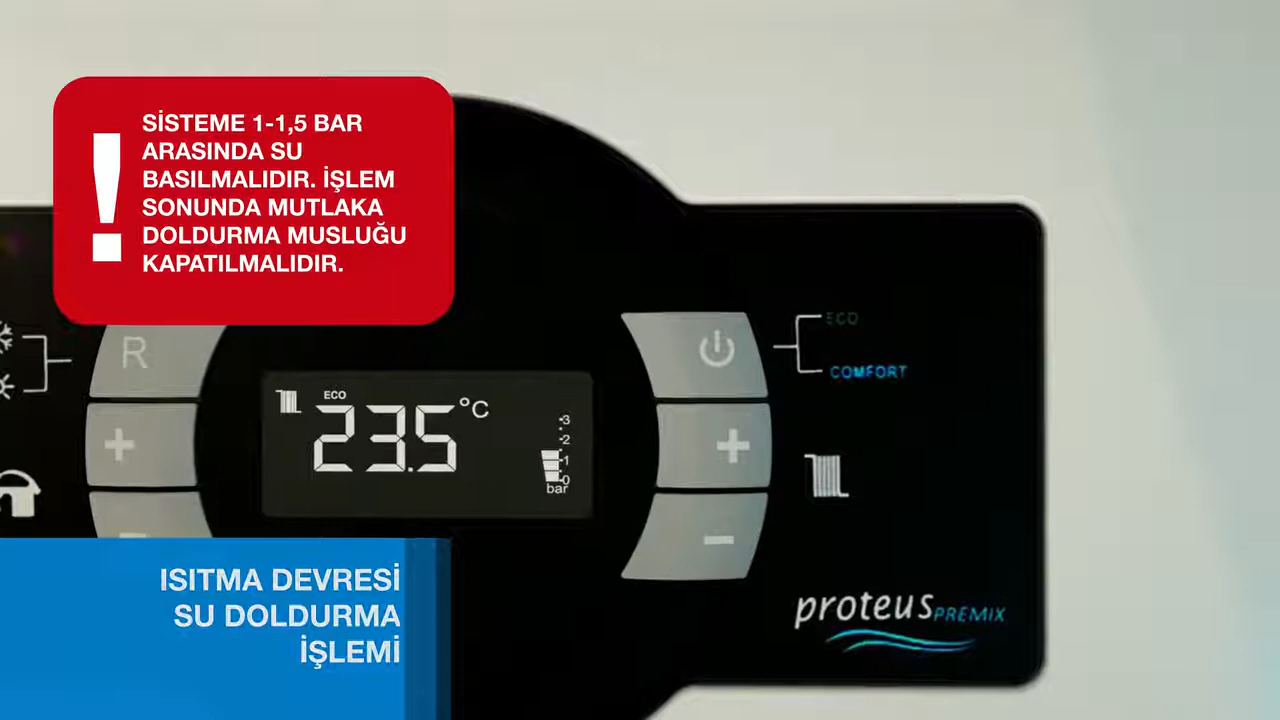 !
SİSTEME 1-1,5 BAR
ARASINDA SU
BASILMALIDIR. İŞLEM
SONUNDA MUTLAKA
DOLDURMA MUSLUĞU
KAPATILMALIDIR.
R
ECO
COMFORT
ECO
23.5 °C
3
2
1
0
bar
+
+
-
-
proteus PREMIX
ISITMA DEVRESİ
SU DOLDURMA
İŞLEMİ